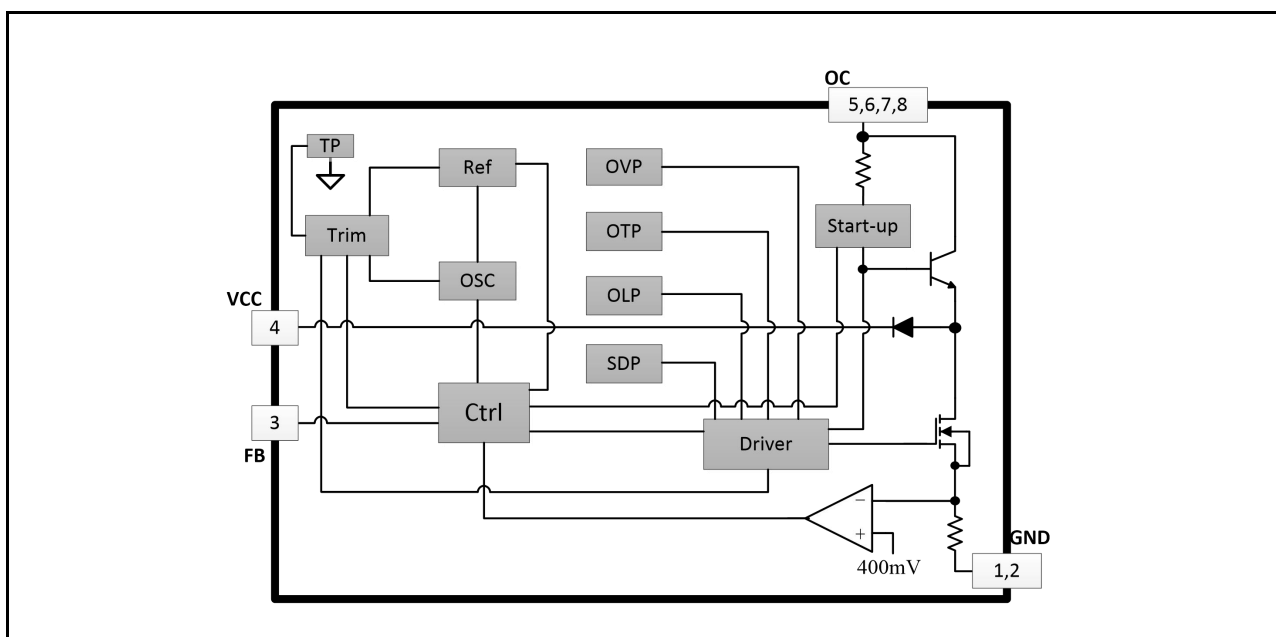 OC
5,6,7,8
TP
Ref
OVP
Trim
OTP
Start-up
OSC
OLP
VCC
4
SDP
Ctrl
3
FB
Driver
−
+
400mV
GND
1,2